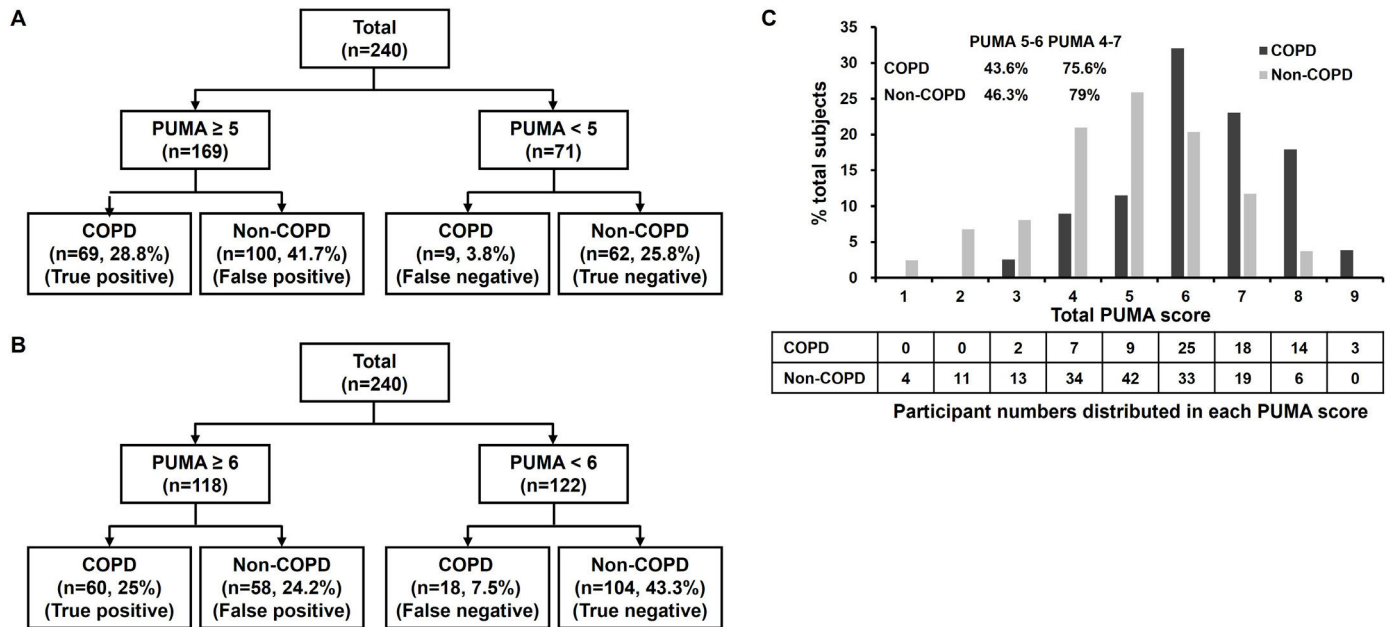 A
Total
(n=240)
PUMA ≥ 5
(n=169)
PUMA < 5
(n=71)
COPD
(n=69, 28.8%)
(True positive)
Non-COPD
(n=100, 41.7%)
(False positive)
COPD
(n=9, 3.8%)
(False negative)
Non-COPD
(n=62, 25.8%)
(True negative)
B
Total
(n=240)
PUMA ≥ 6
(n=118)
PUMA < 6
(n=122)
COPD
(n=60, 25%)
(True positive)
Non-COPD
(n=58, 24.2%)
(False positive)
COPD
(n=18, 7.5%)
(False negative)
Non-COPD
(n=104, 43.3%)
(True negative)
C
PUMA 5-6 PUMA 4-7
COPD 43.6% 75.6%
Non-COPD 46.3% 79%
COPD
Non-COPD
% total subjects
35
30
25
20
15
10
5
0
1 2 3 4 5 6 7 8 9
Total PUMA score
COPD 0 0 2 7 9 25 18 14 3
Non-COPD 4 11 13 34 42 33 19 6 0
Participant numbers distributed in each PUMA score